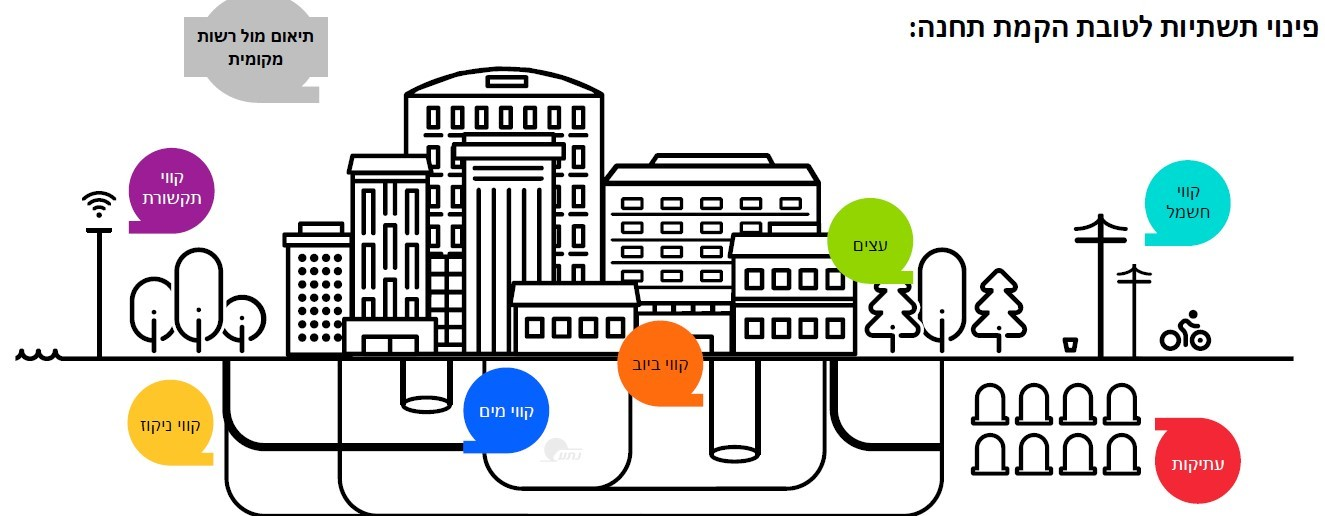 פינוי תשתיות לטובת הקמת תחנה:
תיאום מול רשות
מקומית
קווי
חשמל
קווי
תקשורת
עצים
קווי ביוב
קווי מים
קווי ניקוז
עתיקות
נתע